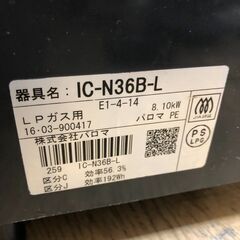 器具名: IC-N36B-L
E1-4-14 8.10kW
LPガス用 パロマ PE
16·03-900417
株式会社パロマ
259 IC-N36B-L
区分C 効率56.3%
区分J 効率192Wh
PS
LPG